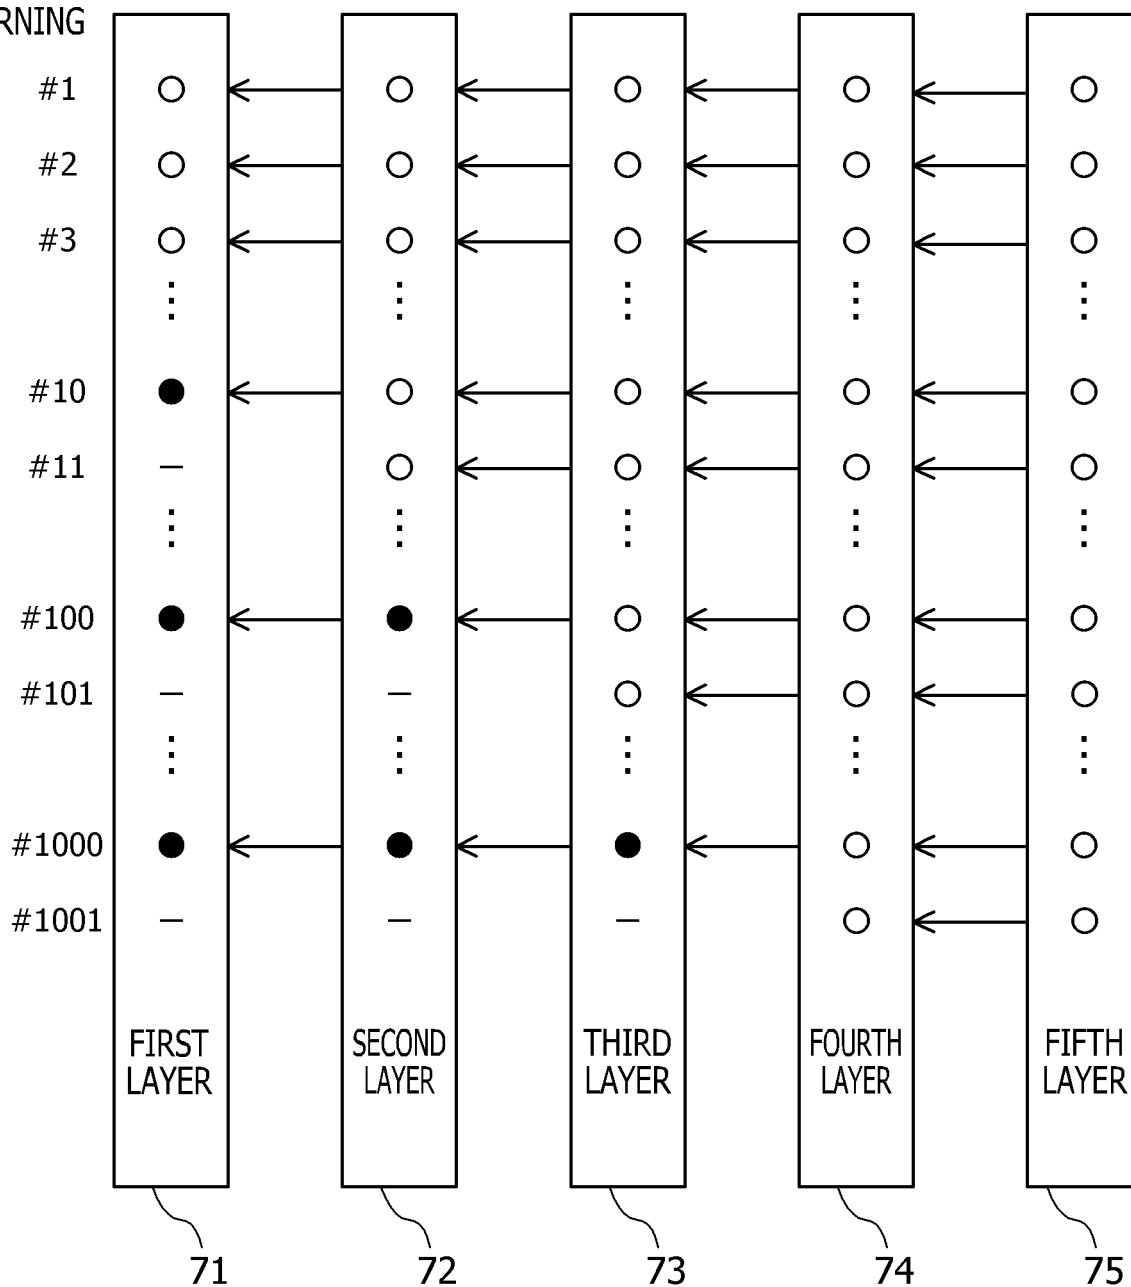 RNING
#1
#2
#3
#10
#11
#100
#101
#1000
#1001
FIRST
LAYER
SECOND
LAYER
THIRD
LAYER
FOURTH
LAYER
FIFTH
LAYER
71
72
73
74
75